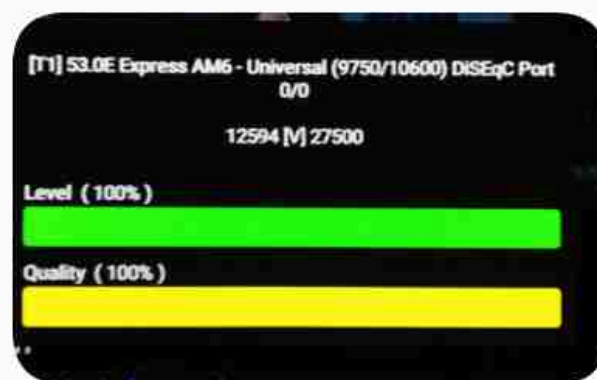 [T1] 53.0E Express AM6 - Universal (9750/10600) DiSEqC Port
0/0
12594 [V] 27500
Level ( 100% )
Quality ( 100% )